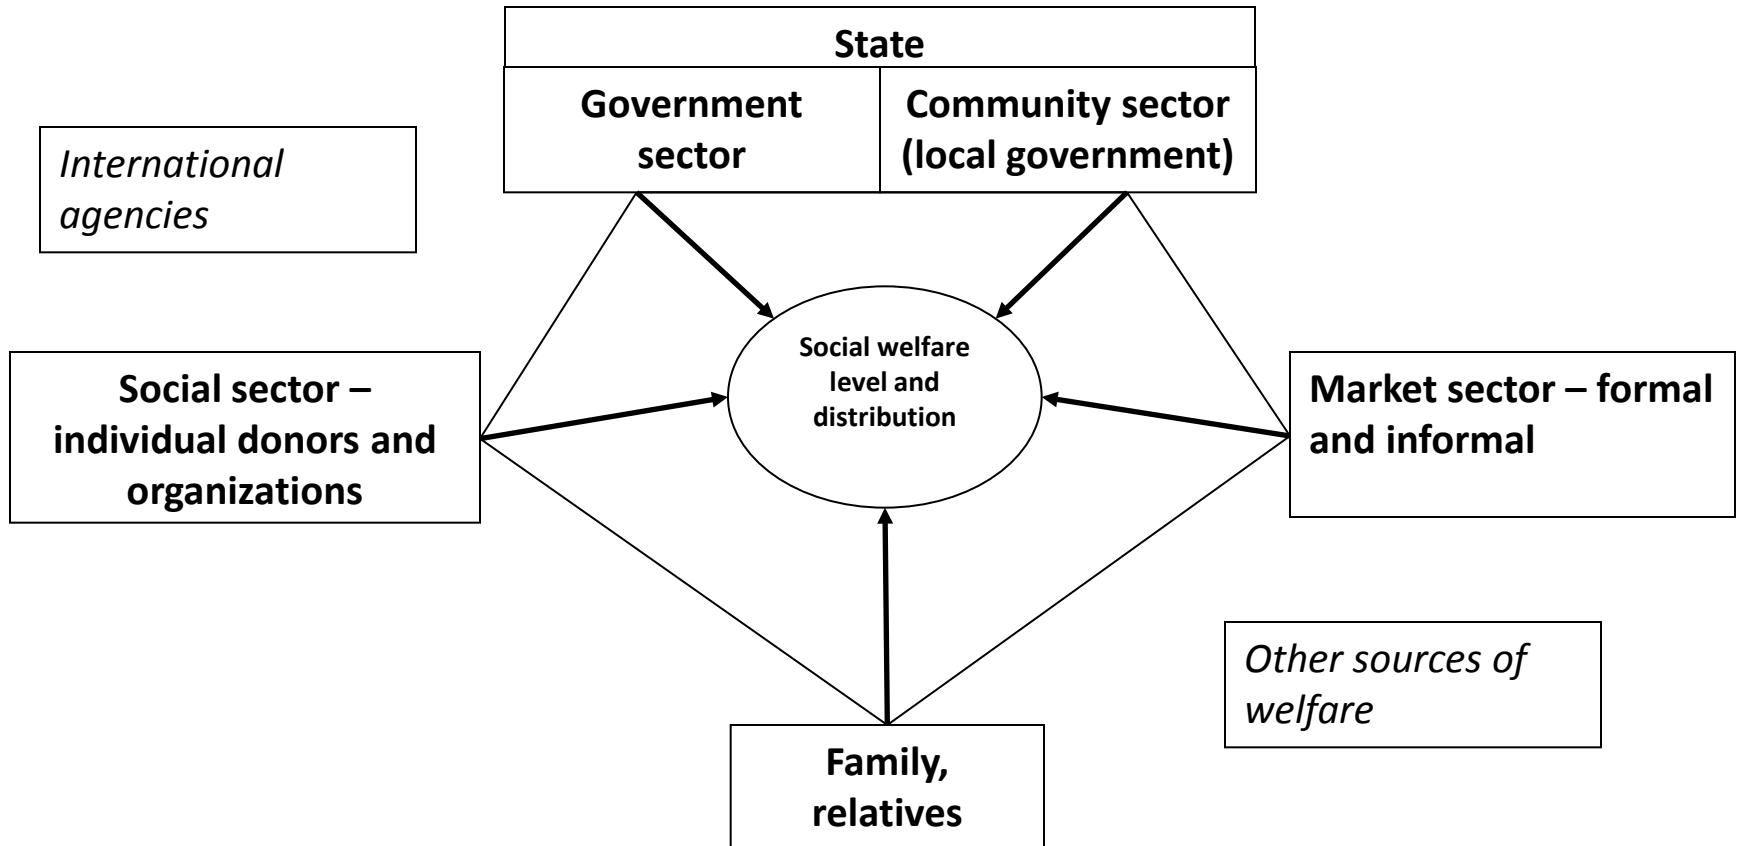 State
Government
sector
Community sector
(local government)
International
agencies
Social welfare
level and
distribution
Social sector –
individual donors and
organizations
Market sector – formal
and informal
Other sources of
welfare
Family,
relatives